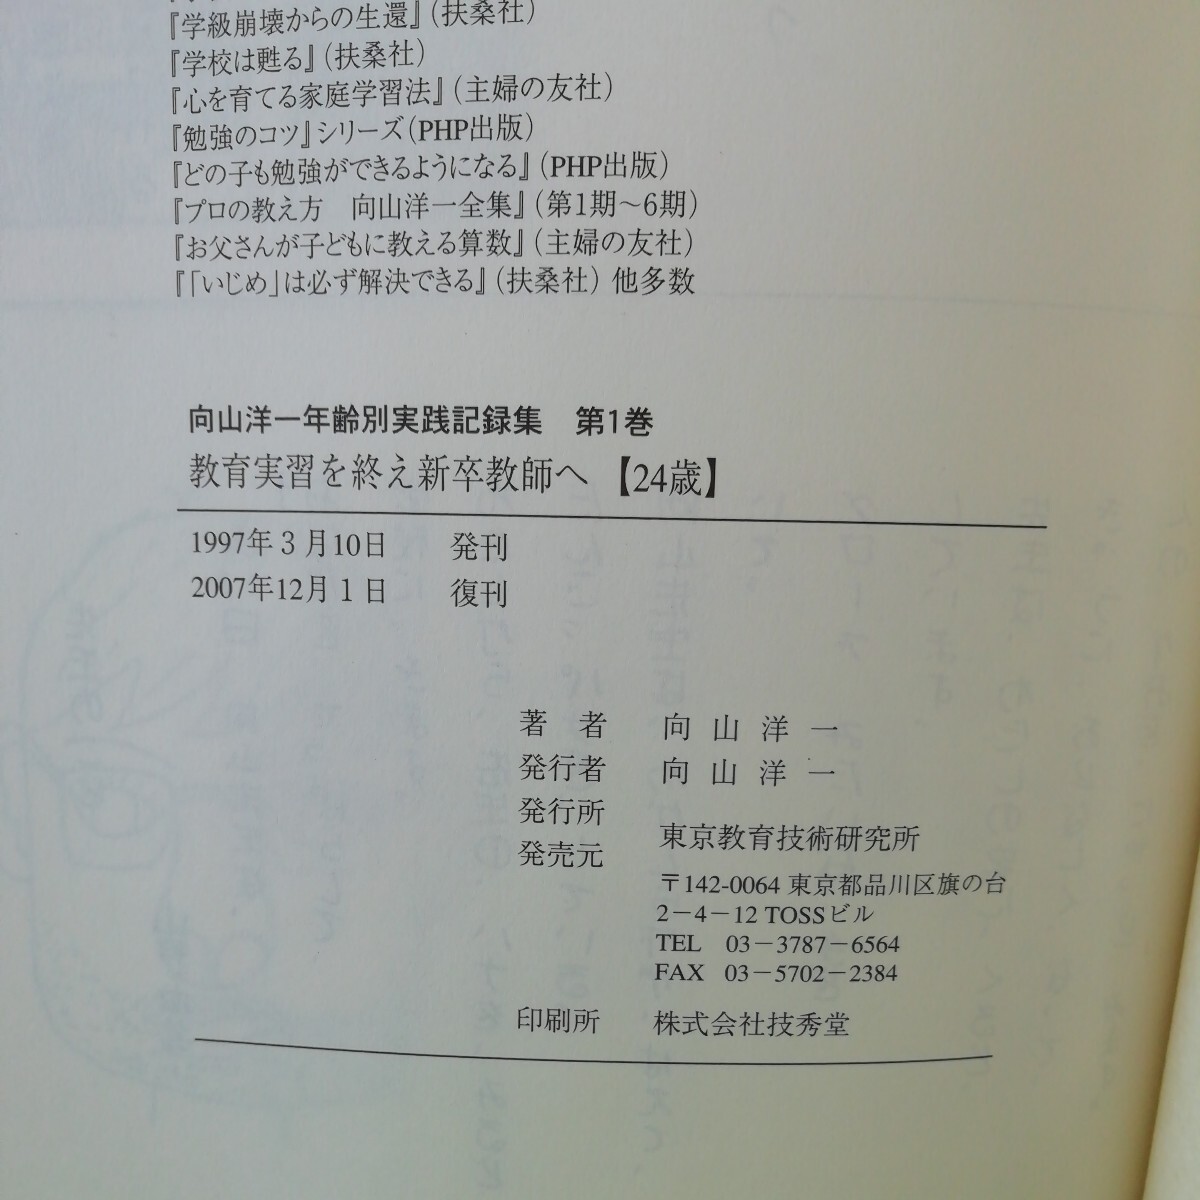 『学級崩壊からの生還』（扶桑社）
『学校は甦る』（扶桑社）
『心を育てる家庭学習法』（主婦の友社）
『勉強のコツ』シリーズ（PHP出版）
『どの子も勉強ができるようになる』（PHP出版）
『プロの教え方　向山洋一全集』（第1期～6期）
『お父さんが子どもに教える算数』（主婦の友社）
『「いじめ」は必ず解決できる』（扶桑社）他多数
向山洋一年齢別実践記録集　第1巻
教育実習を終え新卒教師へ【24歳】
1997年3月10日　発刊
2007年12月1日　復刊
著　者　向山洋一
発行者　向山洋一
発行所
発売元　東京教育技術研究所
〒142-0064 東京都品川区旗の台
2－4－12 TOSSビル
TEL　03－3787－6564
FAX　03－5702－2384
印刷所　株式会社技秀堂